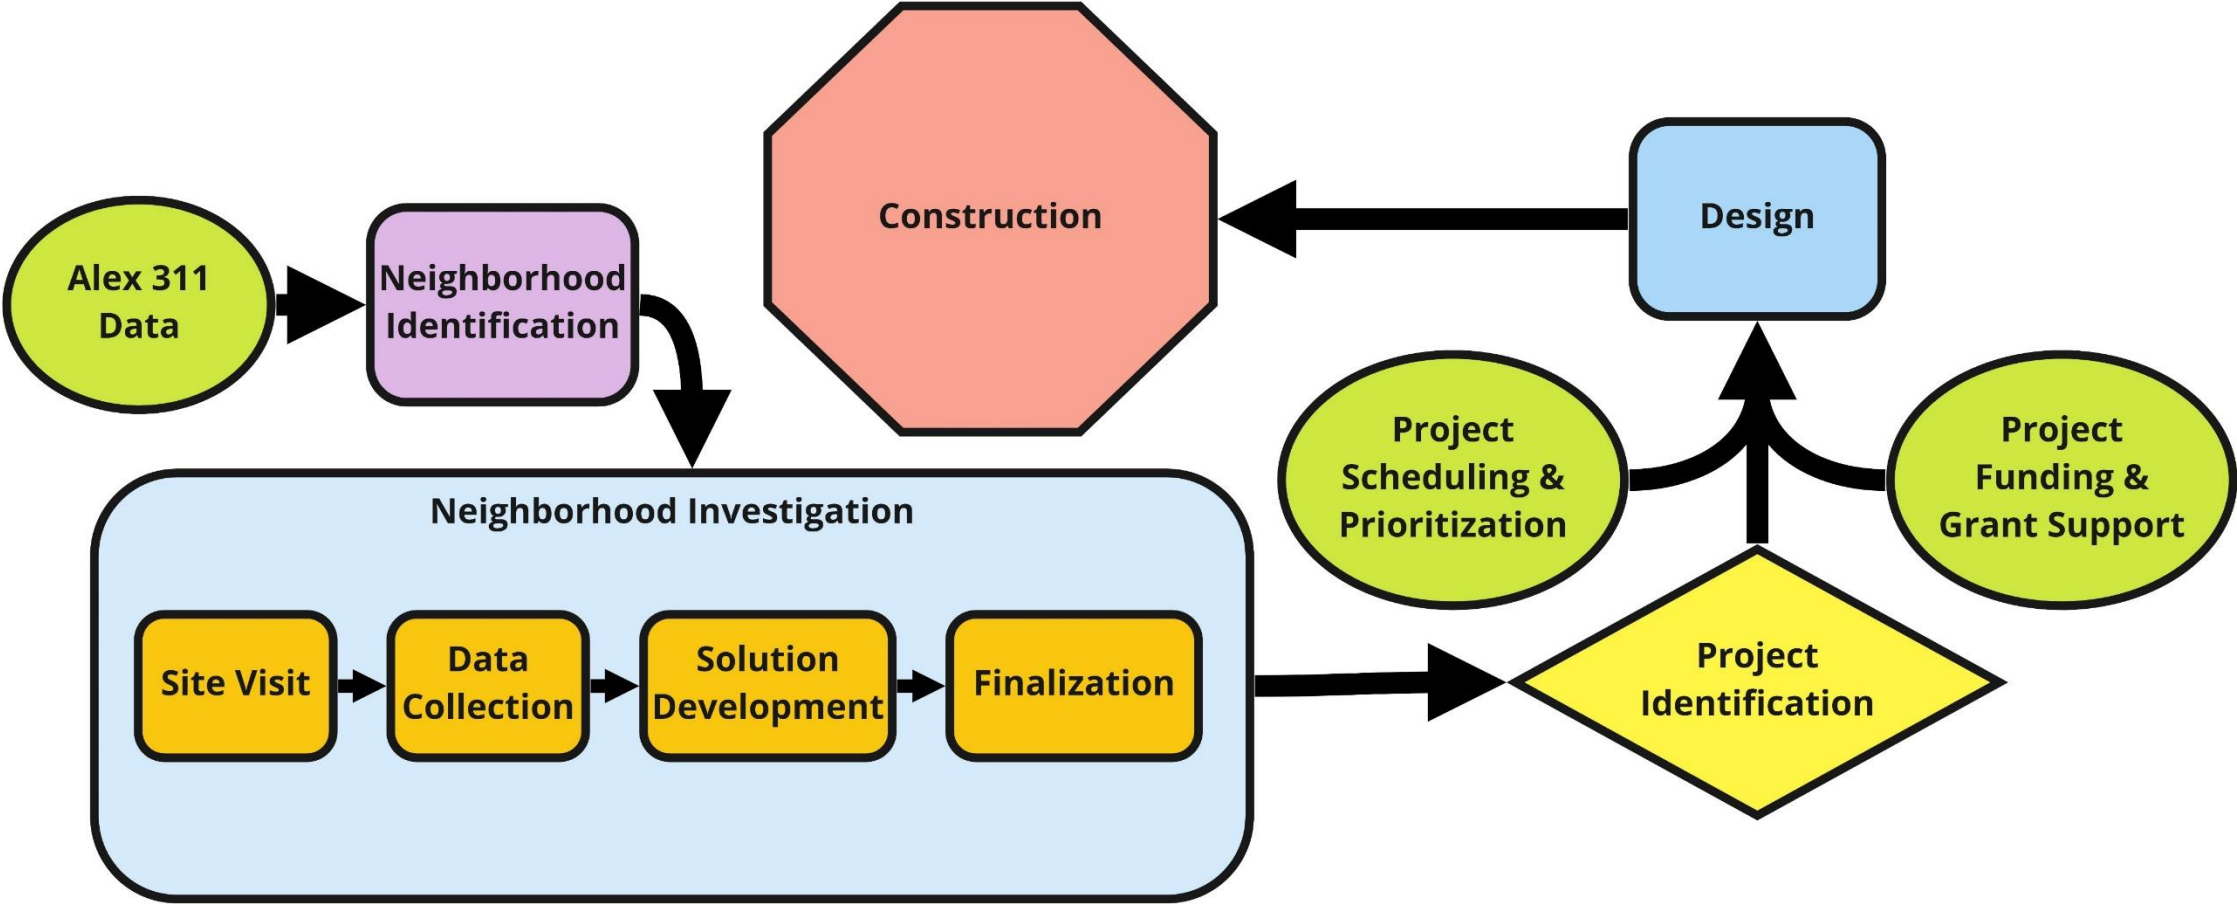 Alex 311
Data
Neighborhood
Identification
Neighborhood Investigation
Site Visit
Data
Collection
Solution
Development
Finalization
Project
Identification
Project
Scheduling &
Prioritization
Project
Funding &
Grant Support
Design
Construction